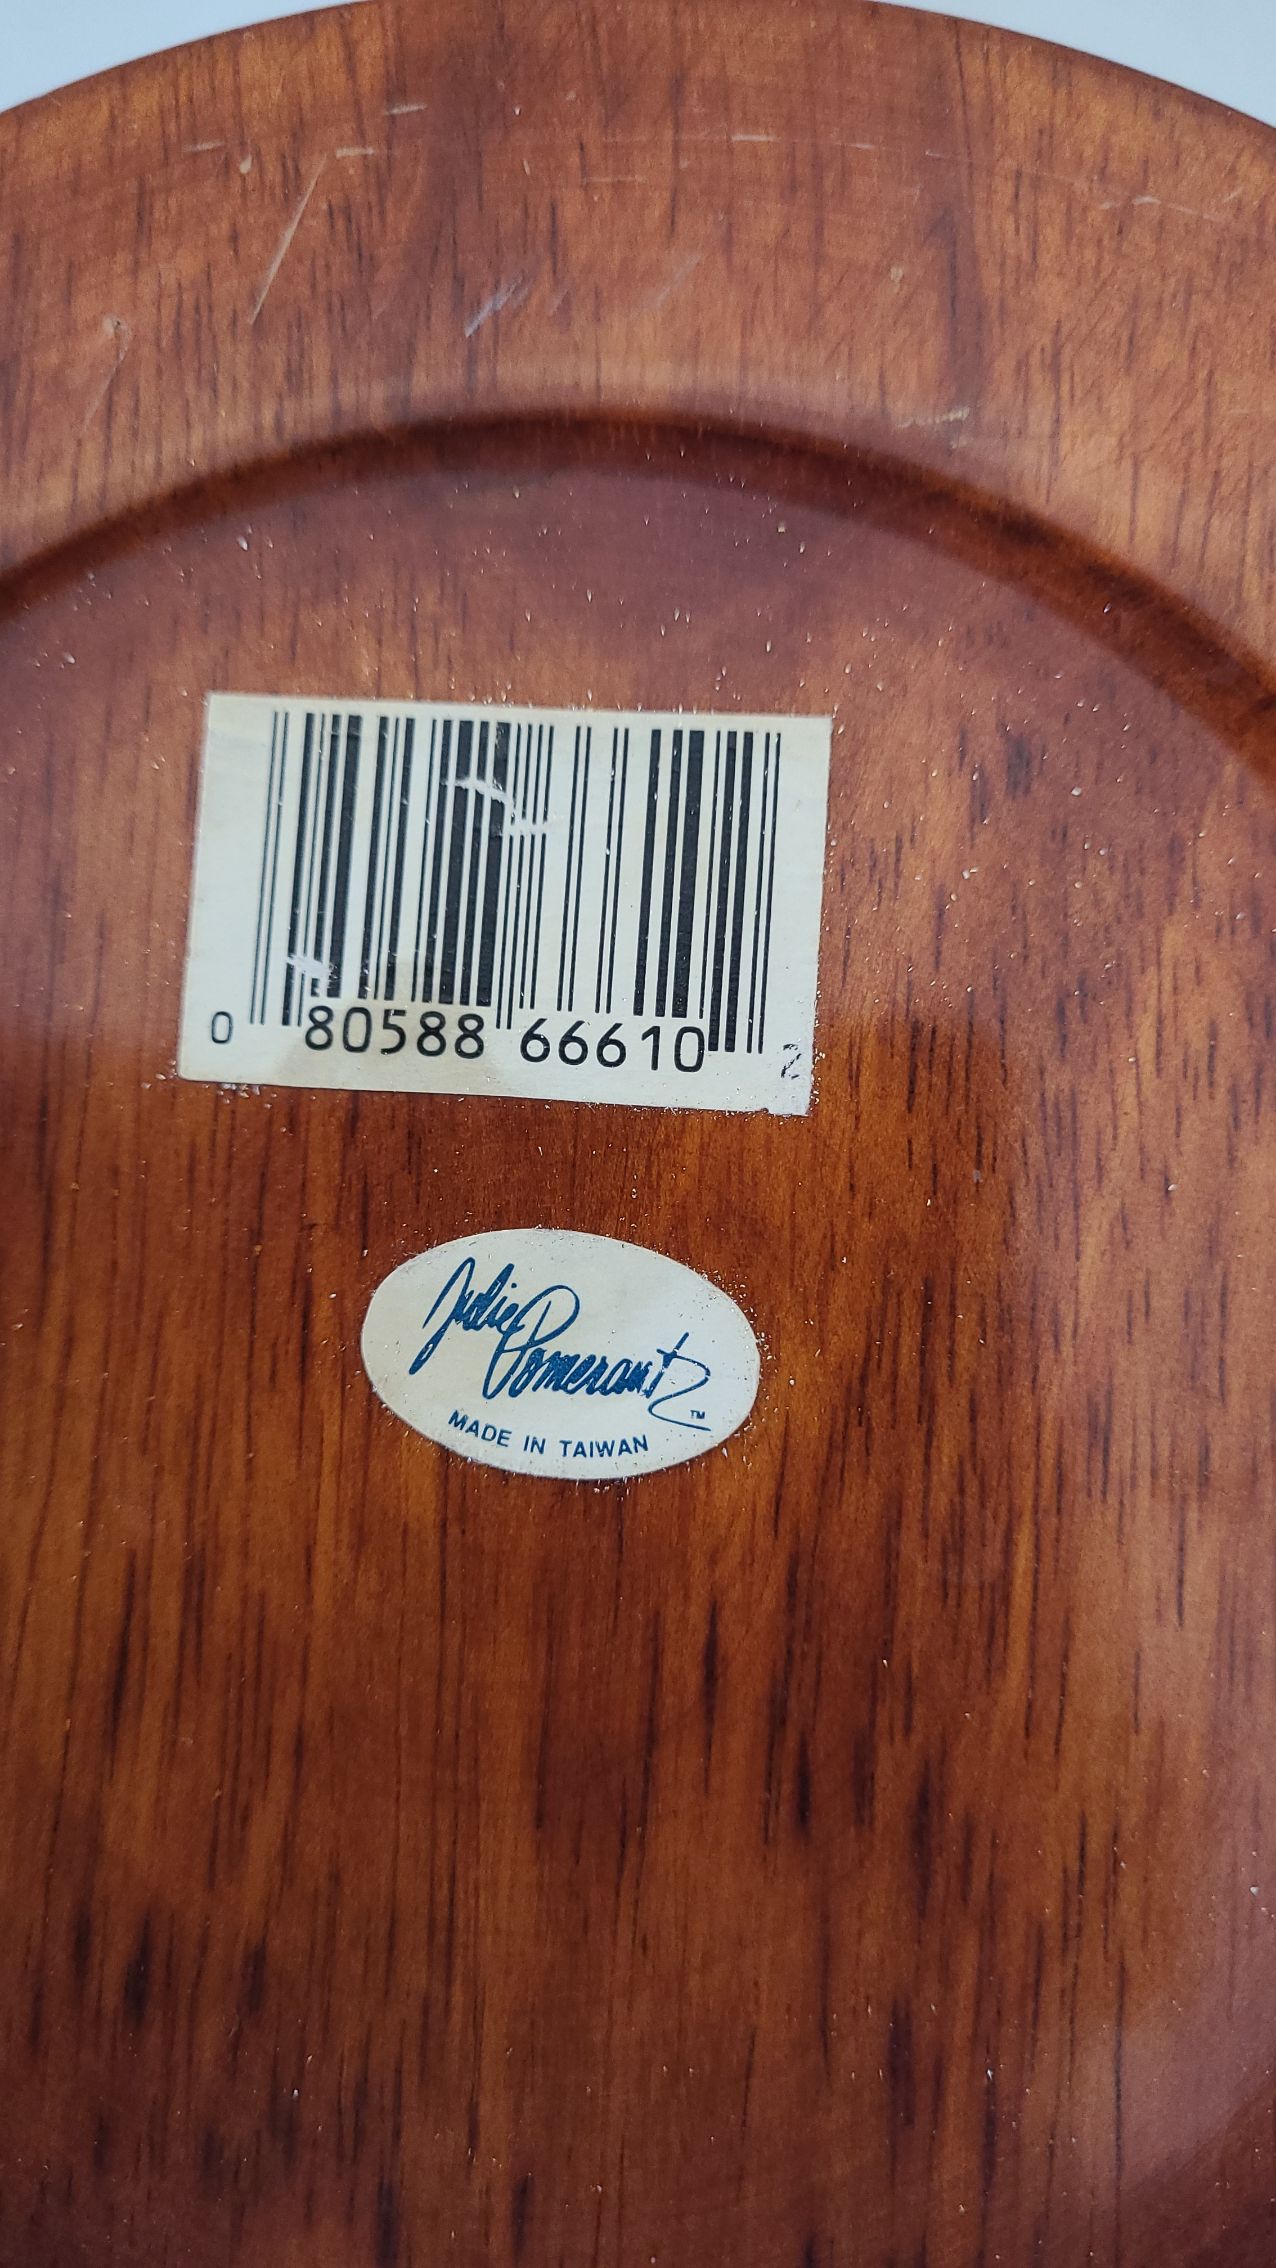 0 80588 66610 2
Julie
Pomerantz
™
MADE IN TAIWAN